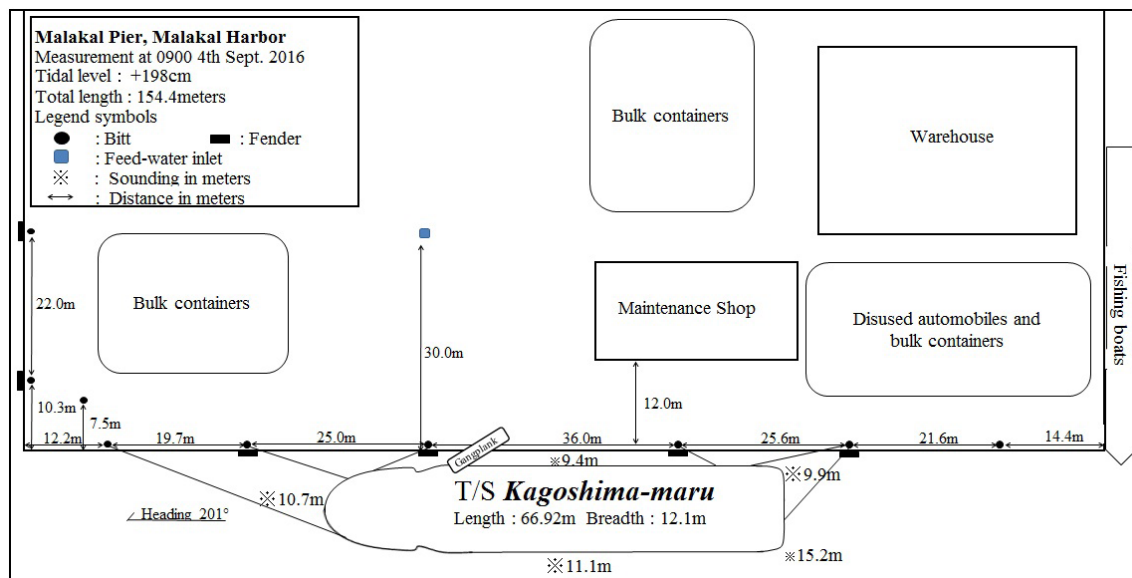 Malakal Pier, Malakal Harbor
Measurement at 0900 4th Sept. 2016
Tidal level : +198cm
Total length : 154.4meters
Legend symbols
: Bitt
: Fender
: Feed-water inlet
※ : Sounding in meters
: Distance in meters
Bulk containers
Warehouse
Bulk containers
Maintenance Shop
Disused automobiles and
bulk containers
Fishing boats
22.0m
30.0m
10.3m
7.5m
12.0m
12.2m
19.7m
25.0m
36.0m
25.6m
21.6m
14.4m
Gangplank
※9.4m
※9.9m
※10.7m
T/S Kagoshima-maru
Length : 66.92m Breadth : 12.1m
Heading 201°
※11.1m
※15.2m